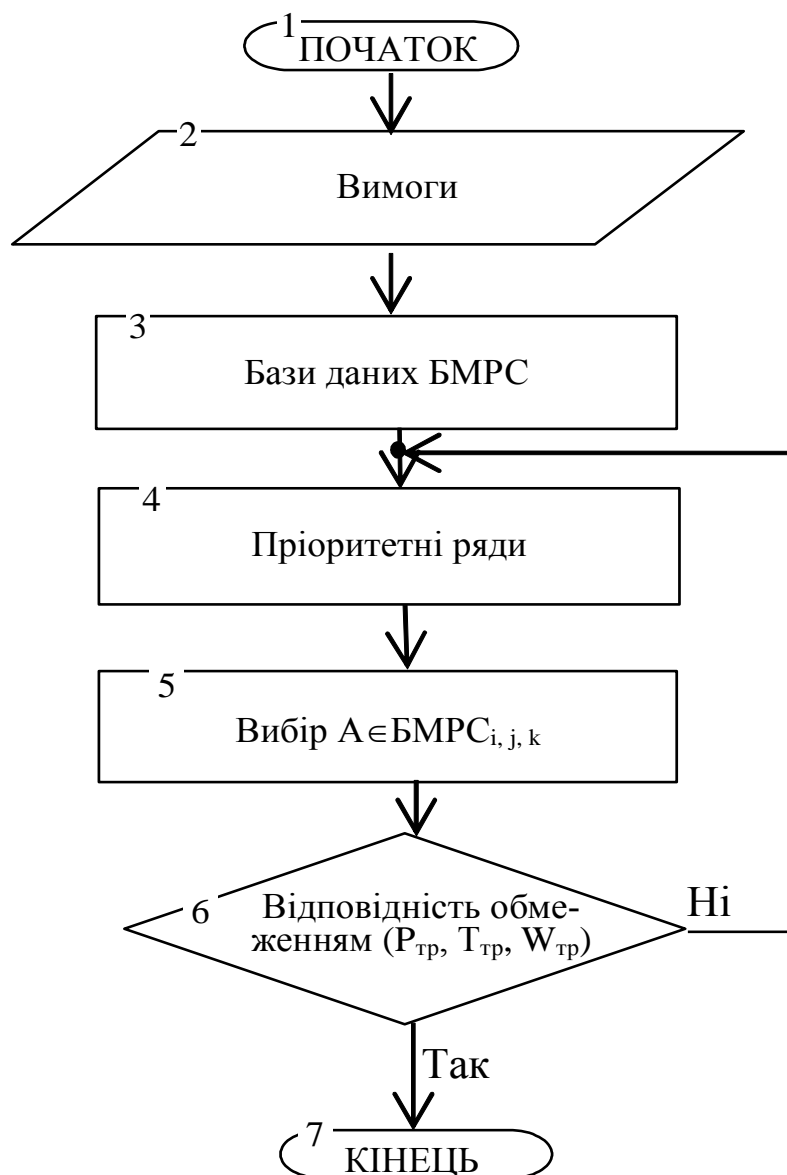 1
ПОЧАТОК
2
Вимоги
3
Бази даних БМРС
4
Пріоритетні ряди
5
Вибір А∈БМРСi, j, k
6
Відповідність обме-
женням (Pтр, Tтр, Wтр)
Ні
Так
7
КІНЕЦЬ